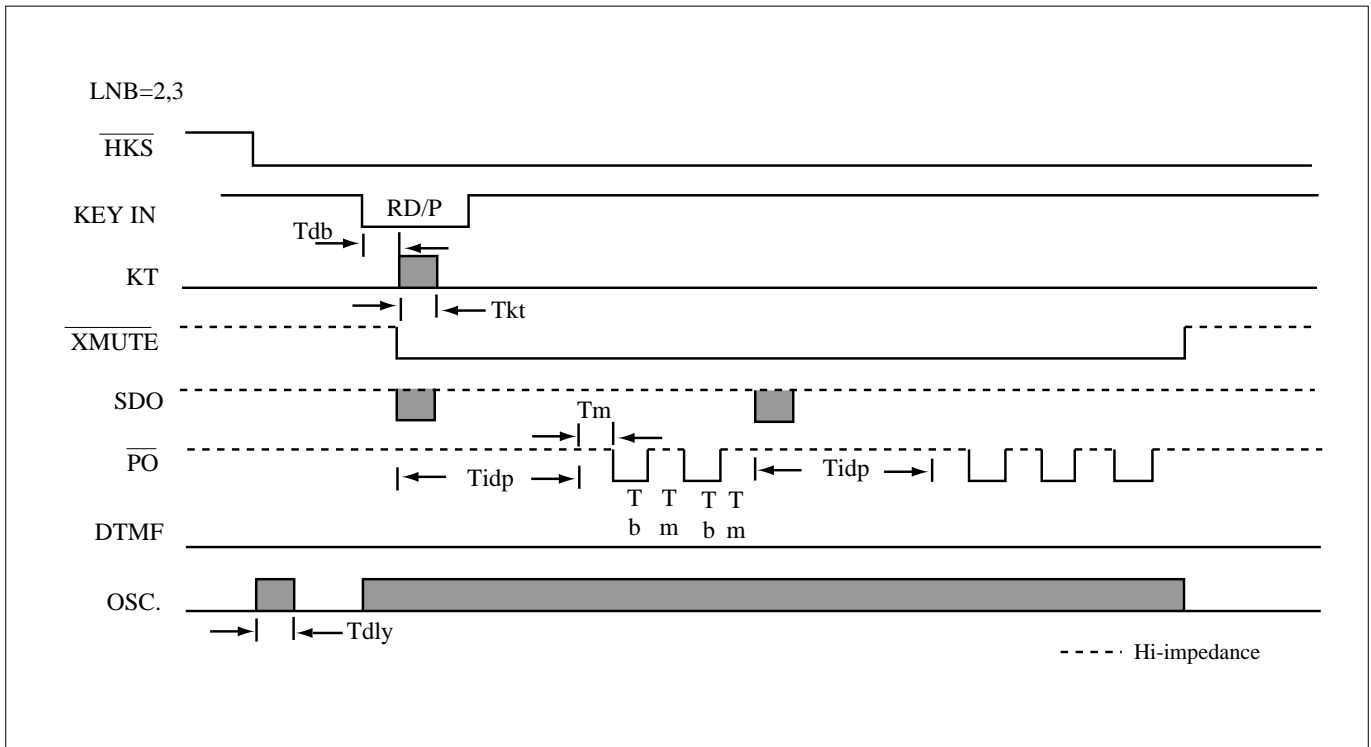 LNB=2,3
HKS
KEY IN
RD/P
Tdb
KT
Tkt
XMUTE
SDO
Tm
PO
Tidp
Tidp
T T T T
b m b m
DTMF
OSC.
Tdly
Hi-impedance